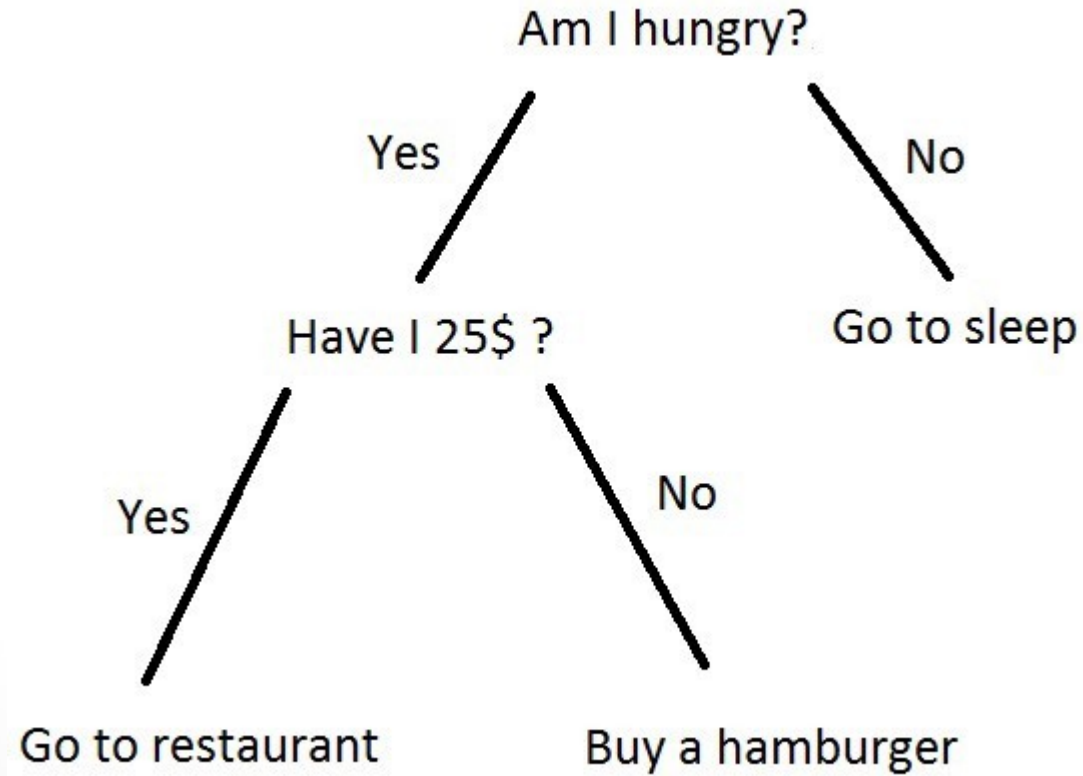 Am I hungry?
Yes
No
Have I 25$ ?
Go to sleep
Yes
No
Go to restaurant
Buy a hamburger